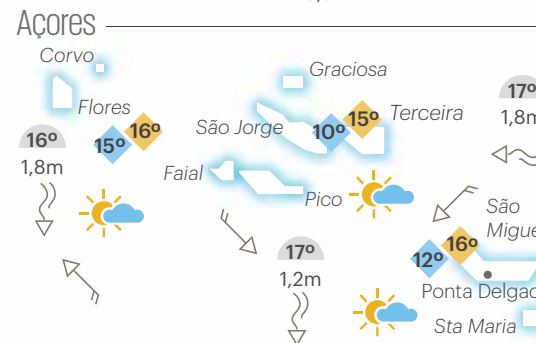 Açores
Corvo
Graciosa
Flores
17º
1,8m
15º
16º
São Jorge
10º
15º
Terceira
16º
1,8m
Faial
Pico
São
Migue
17º
1,2m
12º
16º
Ponta Delgad
Sta Maria